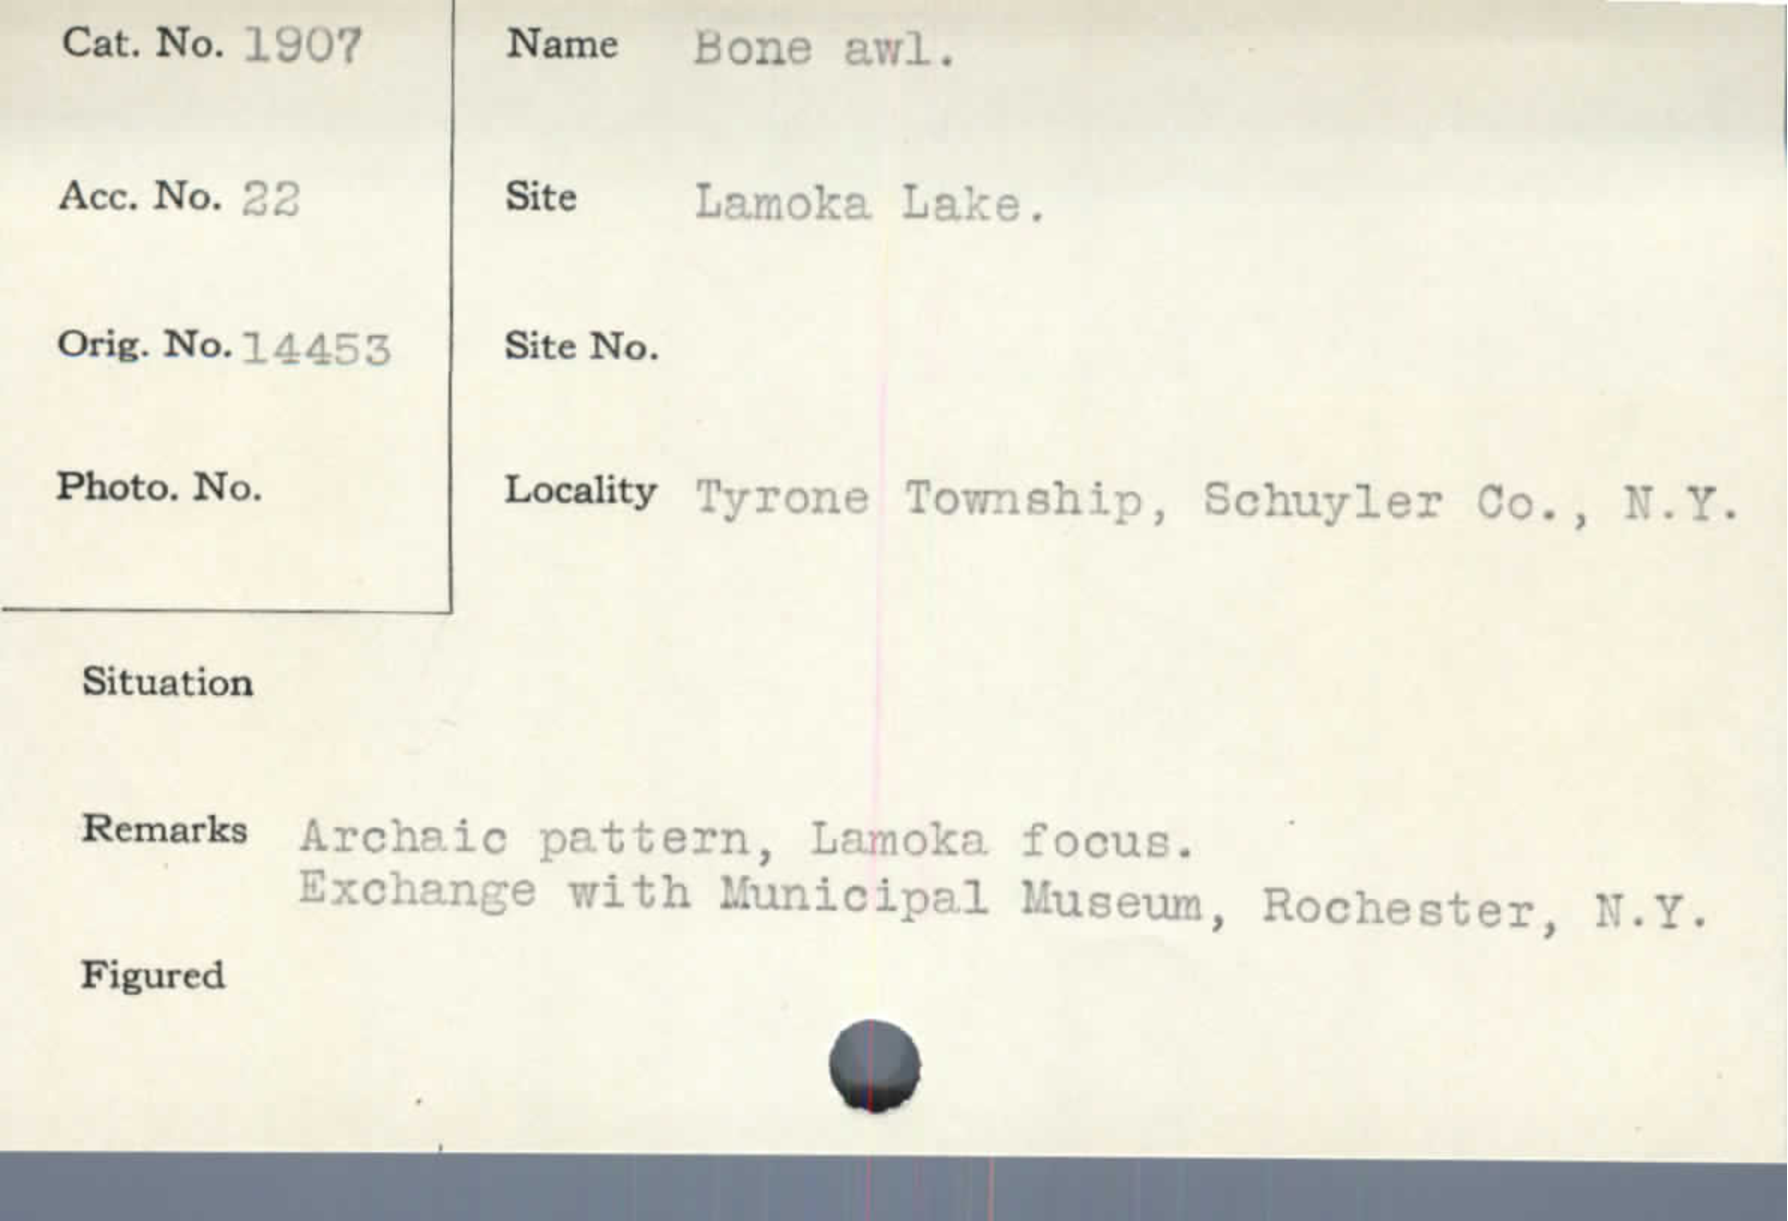 Cat. No. 1907
Name Bone awl.
Acc. No. 22
Site Lamoka Lake.
Orig. No. 14453
Site No.
Photo. No.
Locality Tyrone Township, Schuyler Co., N.Y.
Situation
Remarks Archaic pattern, Lamoka focus.
Exchange with Municipal Museum, Rochester, N.Y.
Figured